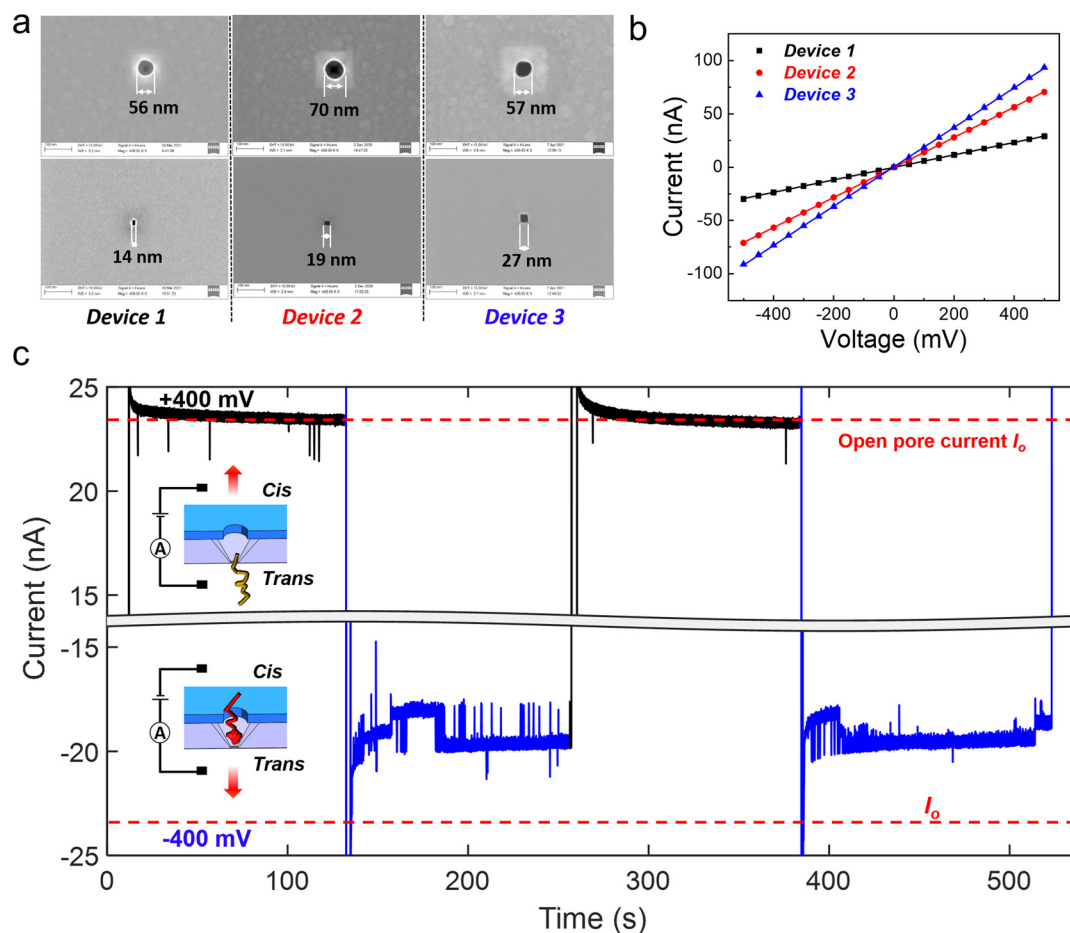 a
56 nm
70 nm
57 nm
14 nm
19 nm
27 nm
Device 1
Device 2
Device 3
b
Device 1
Device 2
Device 3
100
50
0
-50
-100
Current (nA)
-400
-200
0
200
400
Voltage (mV)
c
25
20
15
-15
-20
-25
Current (nA)
+400 mV
Open pore current Io
Cis
A
Trans
Cis
A
Trans
-400 mV
Io
0
100
200
300
400
500
Time (s)